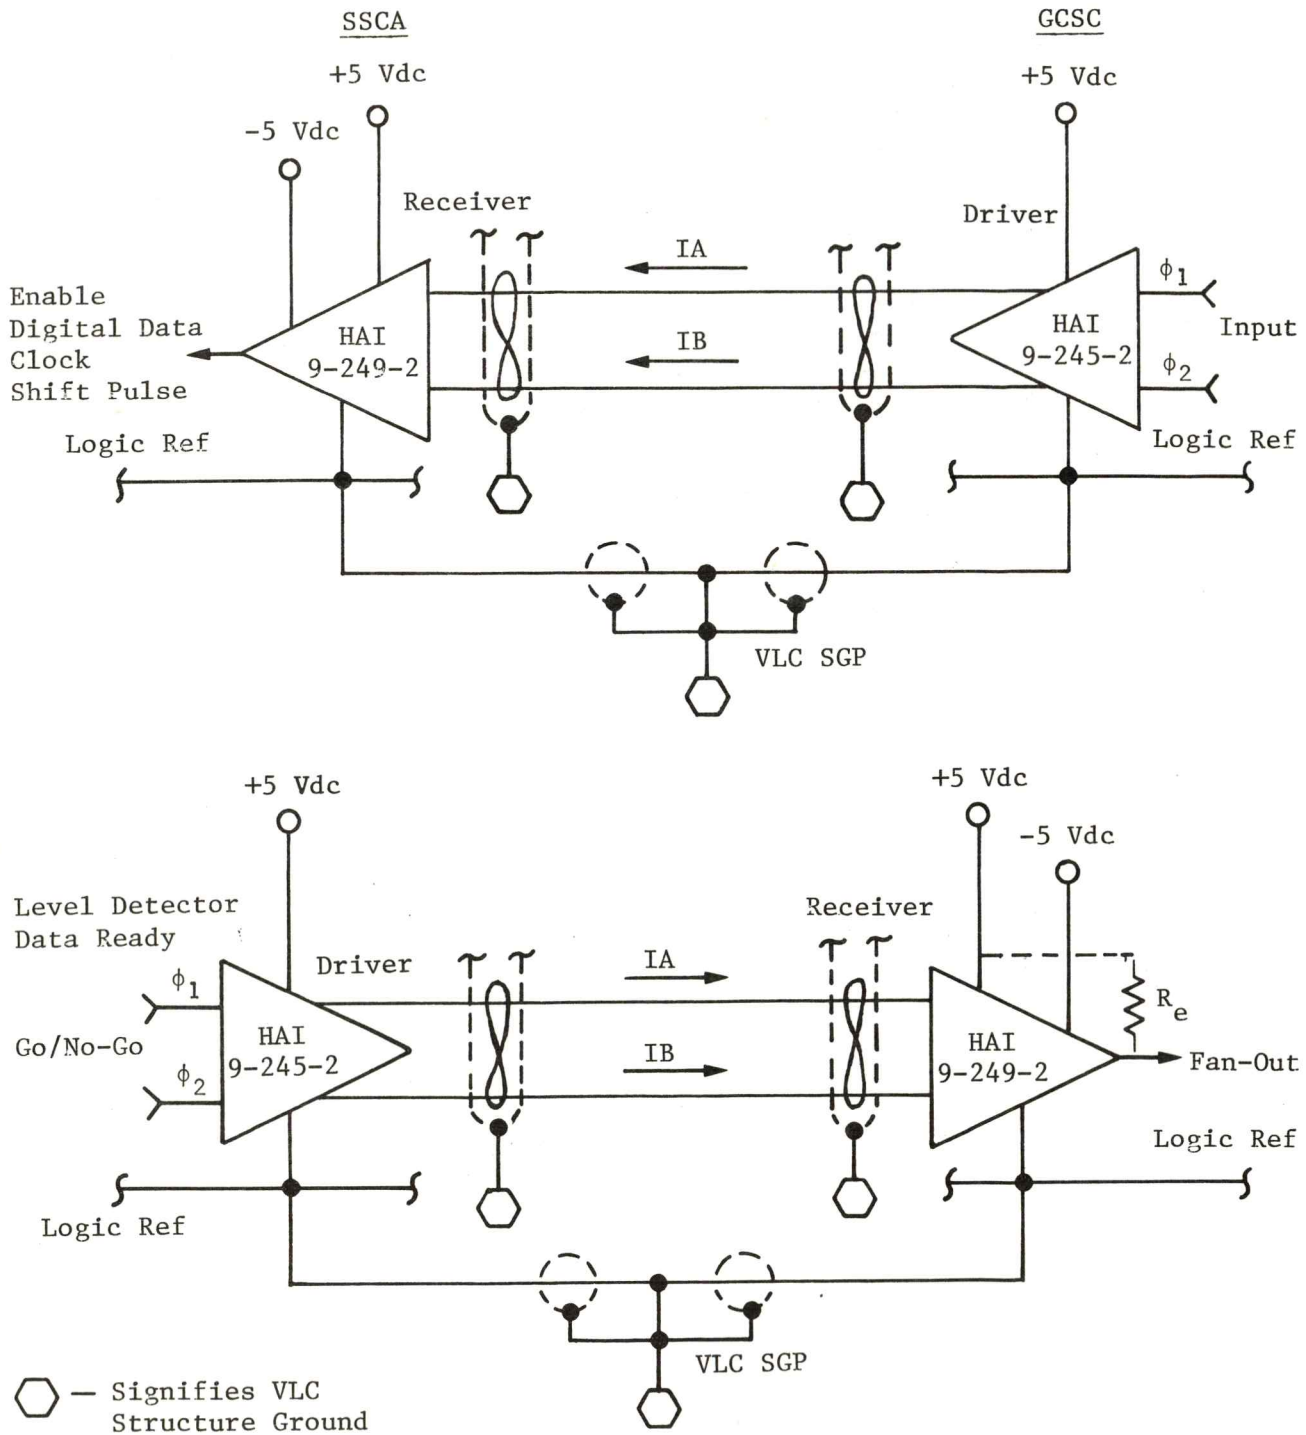 SSCA
GCSC
+5 Vdc
+5 Vdc
-5 Vdc
Receiver
Driver
IA
ϕ1
Enable
Digital Data
Clock
Shift Pulse
HAI
9-249-2
IB
HAI
9-245-2
Input
ϕ2
Logic Ref
Logic Ref
VLC SGP
+5 Vdc
+5 Vdc
-5 Vdc
Level Detector
Data Ready
Receiver
Driver
IA
ϕ1
Go/No-Go
HAI
9-245-2
ϕ2
IB
HAI
9-249-2
Re
Fan-Out
Logic Ref
Logic Ref
VLC SGP
— Signifies VLC
Structure Ground